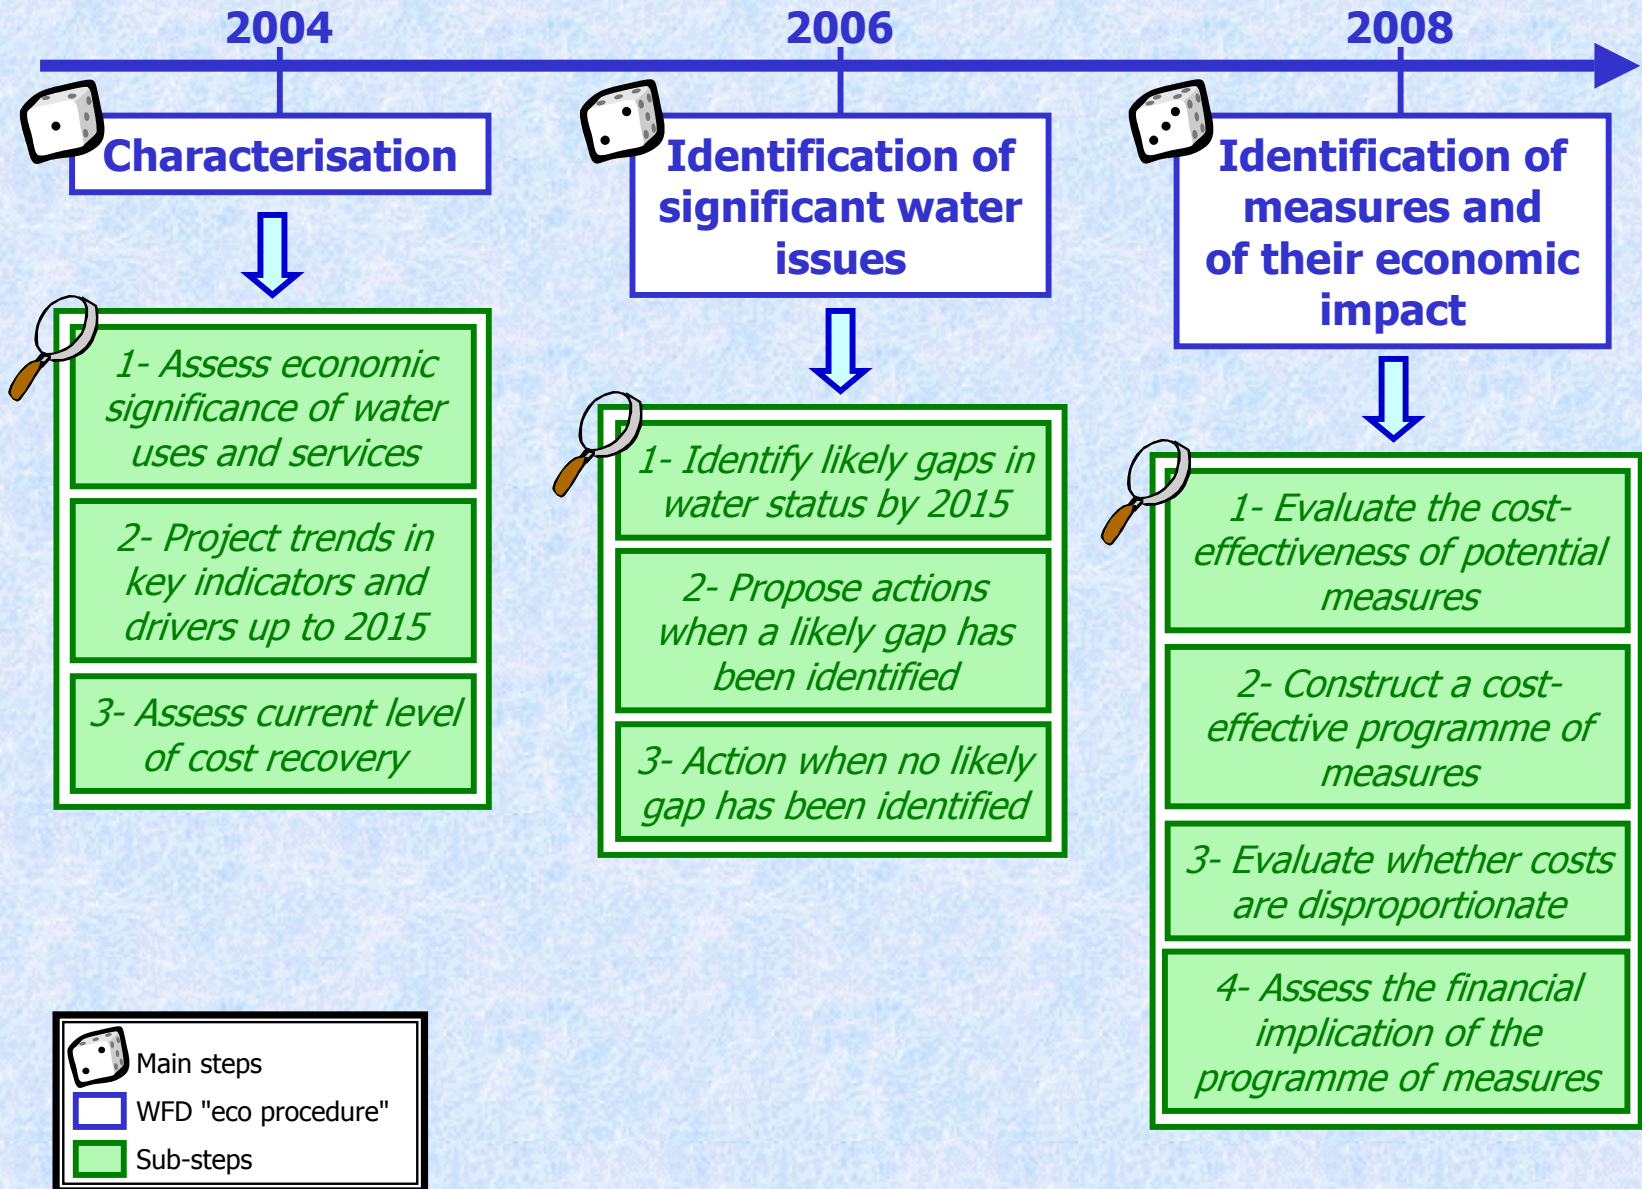 2004
2006
2008
Characterisation
Identification of
significant water
issues
Identification of
measures and
of their economic
impact
1- Assess economic
significance of water
uses and services
2- Project trends in
key indicators and
drivers up to 2015
3- Assess current level
of cost recovery
1- Identify likely gaps in
water status by 2015
2- Propose actions
when a likely gap has
been identified
3- Action when no likely
gap has been identified
1- Evaluate the cost-
effectiveness of potential
measures
2- Construct a cost-
effective programme of
measures
3- Evaluate whether costs
are disproportionate
4- Assess the financial
implication of the
programme of measures
Main steps
WFD "eco procedure"
Sub-steps